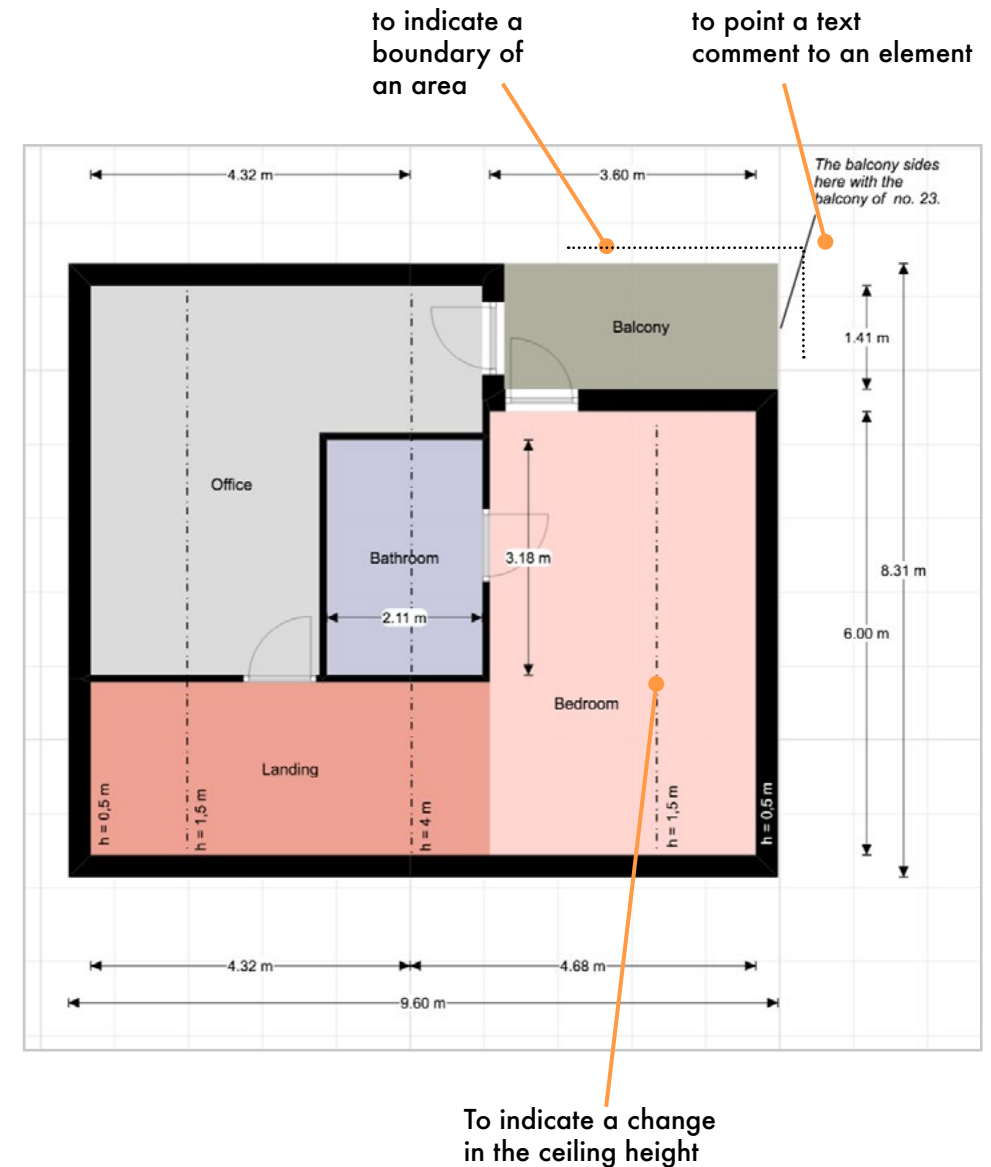 to indicate a
boundary of
an area
to point a text
comment to an element
4.32 m
3.60 m
The balcony sides
here with the
balcony of no. 23.
Balcony
1.41 m
Office
Bathroom
3.18 m
8.31 m
2.11 m
6.00 m
Bedroom
Landing
h = 0,5 m
h = 1,5 m
h = 4 m
h = 1,5 m
h = 0,5 m
4.32 m
4.68 m
9.60 m
To indicate a change
in the ceiling height